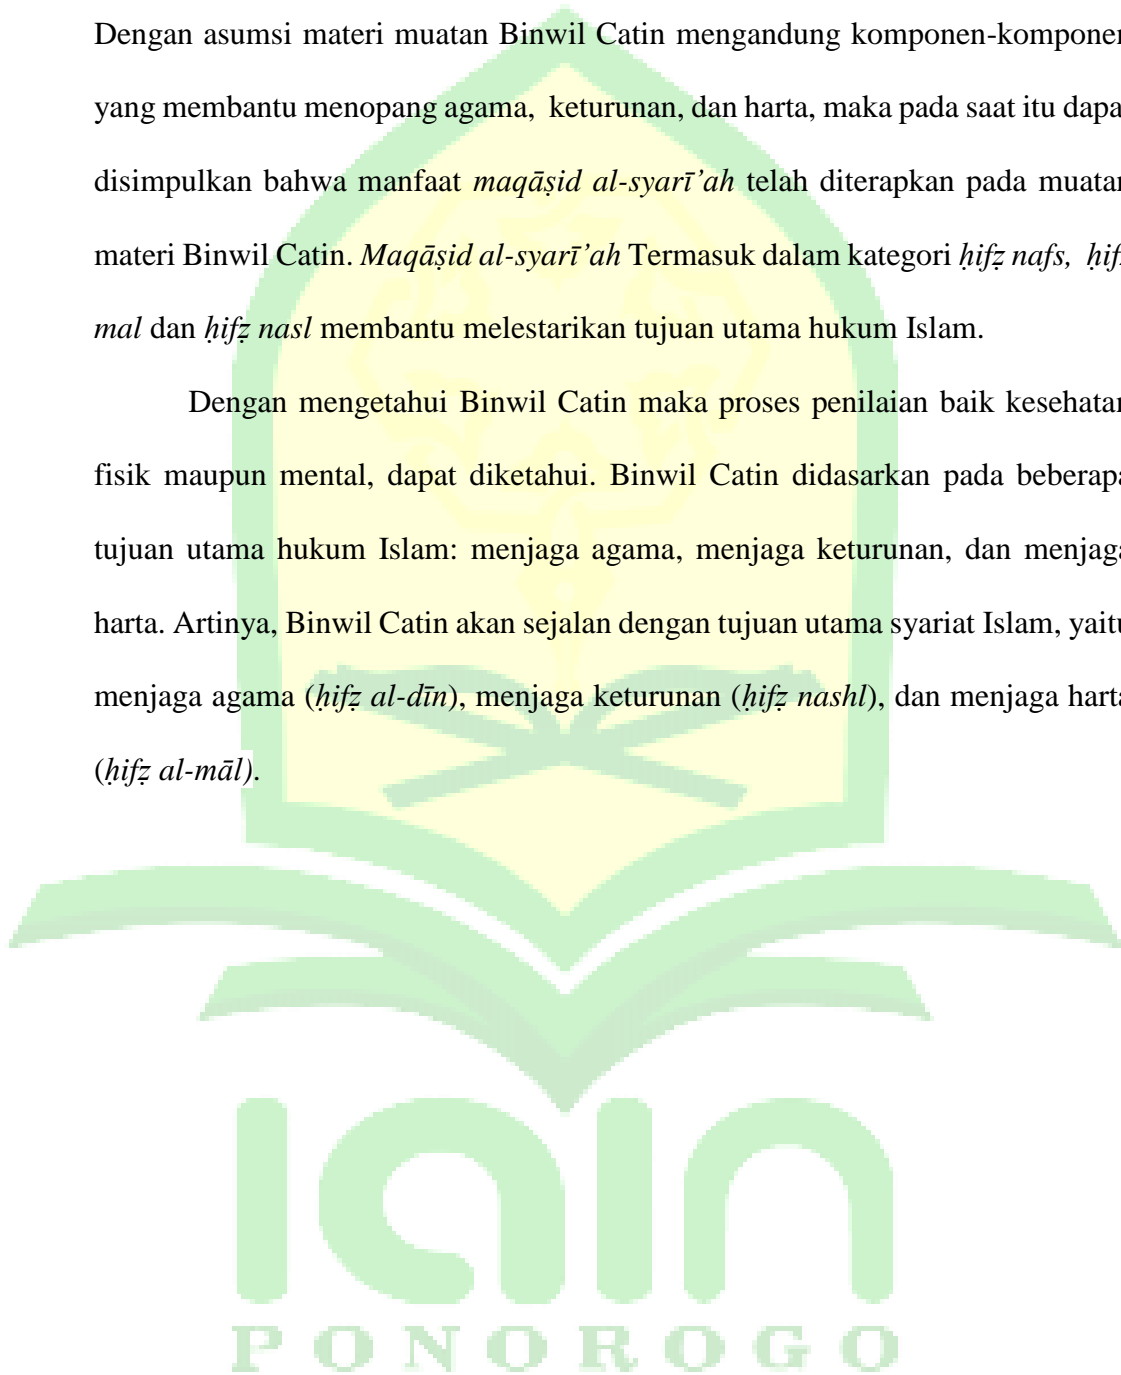 Dengan asumsi materi muatan Binwil Catin mengandung komponen-komponen
yang membantu menopang agama, keturunan, dan harta, maka pada saat itu dapa
disimpulkan bahwa manfaat maqāṣid al-syarī’ah telah diterapkan pada muatan
materi Binwil Catin. Maqāṣid al-syarī’ah Termasuk dalam kategori ḥifẓ nafs, ḥifẓ
mal dan ḥifẓ nasl membantu melestarikan tujuan utama hukum Islam.
Dengan mengetahui Binwil Catin maka proses penilaian baik kesehatan
fisik maupun mental, dapat diketahui. Binwil Catin didasarkan pada beberapa
tujuan utama hukum Islam: menjaga agama, menjaga keturunan, dan menjaga
harta. Artinya, Binwil Catin akan sejalan dengan tujuan utama syariat Islam, yaitu
menjaga agama (ḥifẓ al-dīn), menjaga keturunan (ḥifẓ nashl), dan menjaga harta
(ḥifẓ al-māl).
iain
PONOROGO